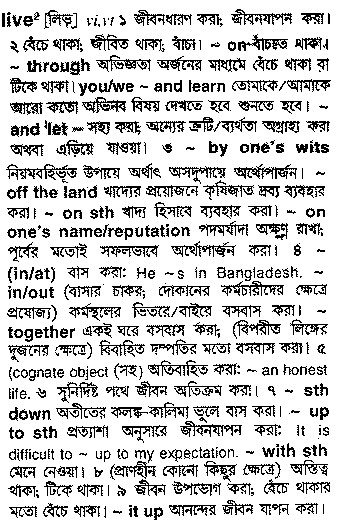 live² [লিভ্] vi,vt ১ জীবনধারণ করা; জীবনযাপন করা।
২ বেঁচে থাকা; জীবিত থাকা; বাঁচা। ~ on বাঁচতে থাকা।
~ through অভিজ্ঞতা অর্জনের মাধ্যমে বেঁচে থাকা বা
টিকে থাকা। you/we ~ and learn তোমাকে/আমাকে
আরো কতো অভিনব বিষয় দেখতে হবে শুনতে হবে। ~
and let ~ সহ্য করা; অন্যের ত্রুটি/ব্যর্থতা অগ্রাহ্য করা
অথবা এড়িয়ে যাওয়া। ৩ ~ by one's wits
নিয়মবহির্ভূত উপায়ে অর্থাৎ অসদুপায়ে অর্থোপার্জন। ~
off the land খাদ্যের প্রয়োজনে কৃষিজাত দ্রব্য ব্যবহার
করা। ~ on sth খাদ্য হিসাবে ব্যবহার করা। ~ on
one's name/reputation পদমর্যাদা অক্ষুণ্ণ রাখা;
পূর্বের মতোই সফলভাবে অর্থোপার্জন করা। ৪ ~
(in/at) বাস করা: He ~s in Bangladesh. ~
in/out (বাসার চাকর; দোকানের কর্মচারীদের ক্ষেত্রে
প্রযোজ্য) কর্মস্থলের ভিতরে/বাইরে বসবাস করা। ~
together একই ঘরে বসবাস করা; (বিপরীত লিঙ্গের
দুজনের ক্ষেত্রে) বিবাহিত দম্পতির মতো বসবাস করা। ৫
(cognate object (সহ) অতিবাহিত করা: ~ an honest
life. ৬ সুনির্দিষ্ট পথে জীবন অতিক্রম করা। ৭ ~ sth
down অতীতের কলঙ্ক-কালিমা ভুলে বাস করা। ~ up
to sth প্রত্যাশা অনুসারে জীবনযাপন করা: It is
difficult to ~ up to my expectation. ~ with sth
মেনে নেওয়া। ৮ (প্রাণহীন কোনো কিছুর ক্ষেত্রে) অস্তিত্ব
থাকা; টিকে থাকা। ৯ জীবন উপভোগ করা; বেঁচে থাকার
মতো বেঁচে থাকা। ~ it up আনন্দের জীবন যাপন করা।